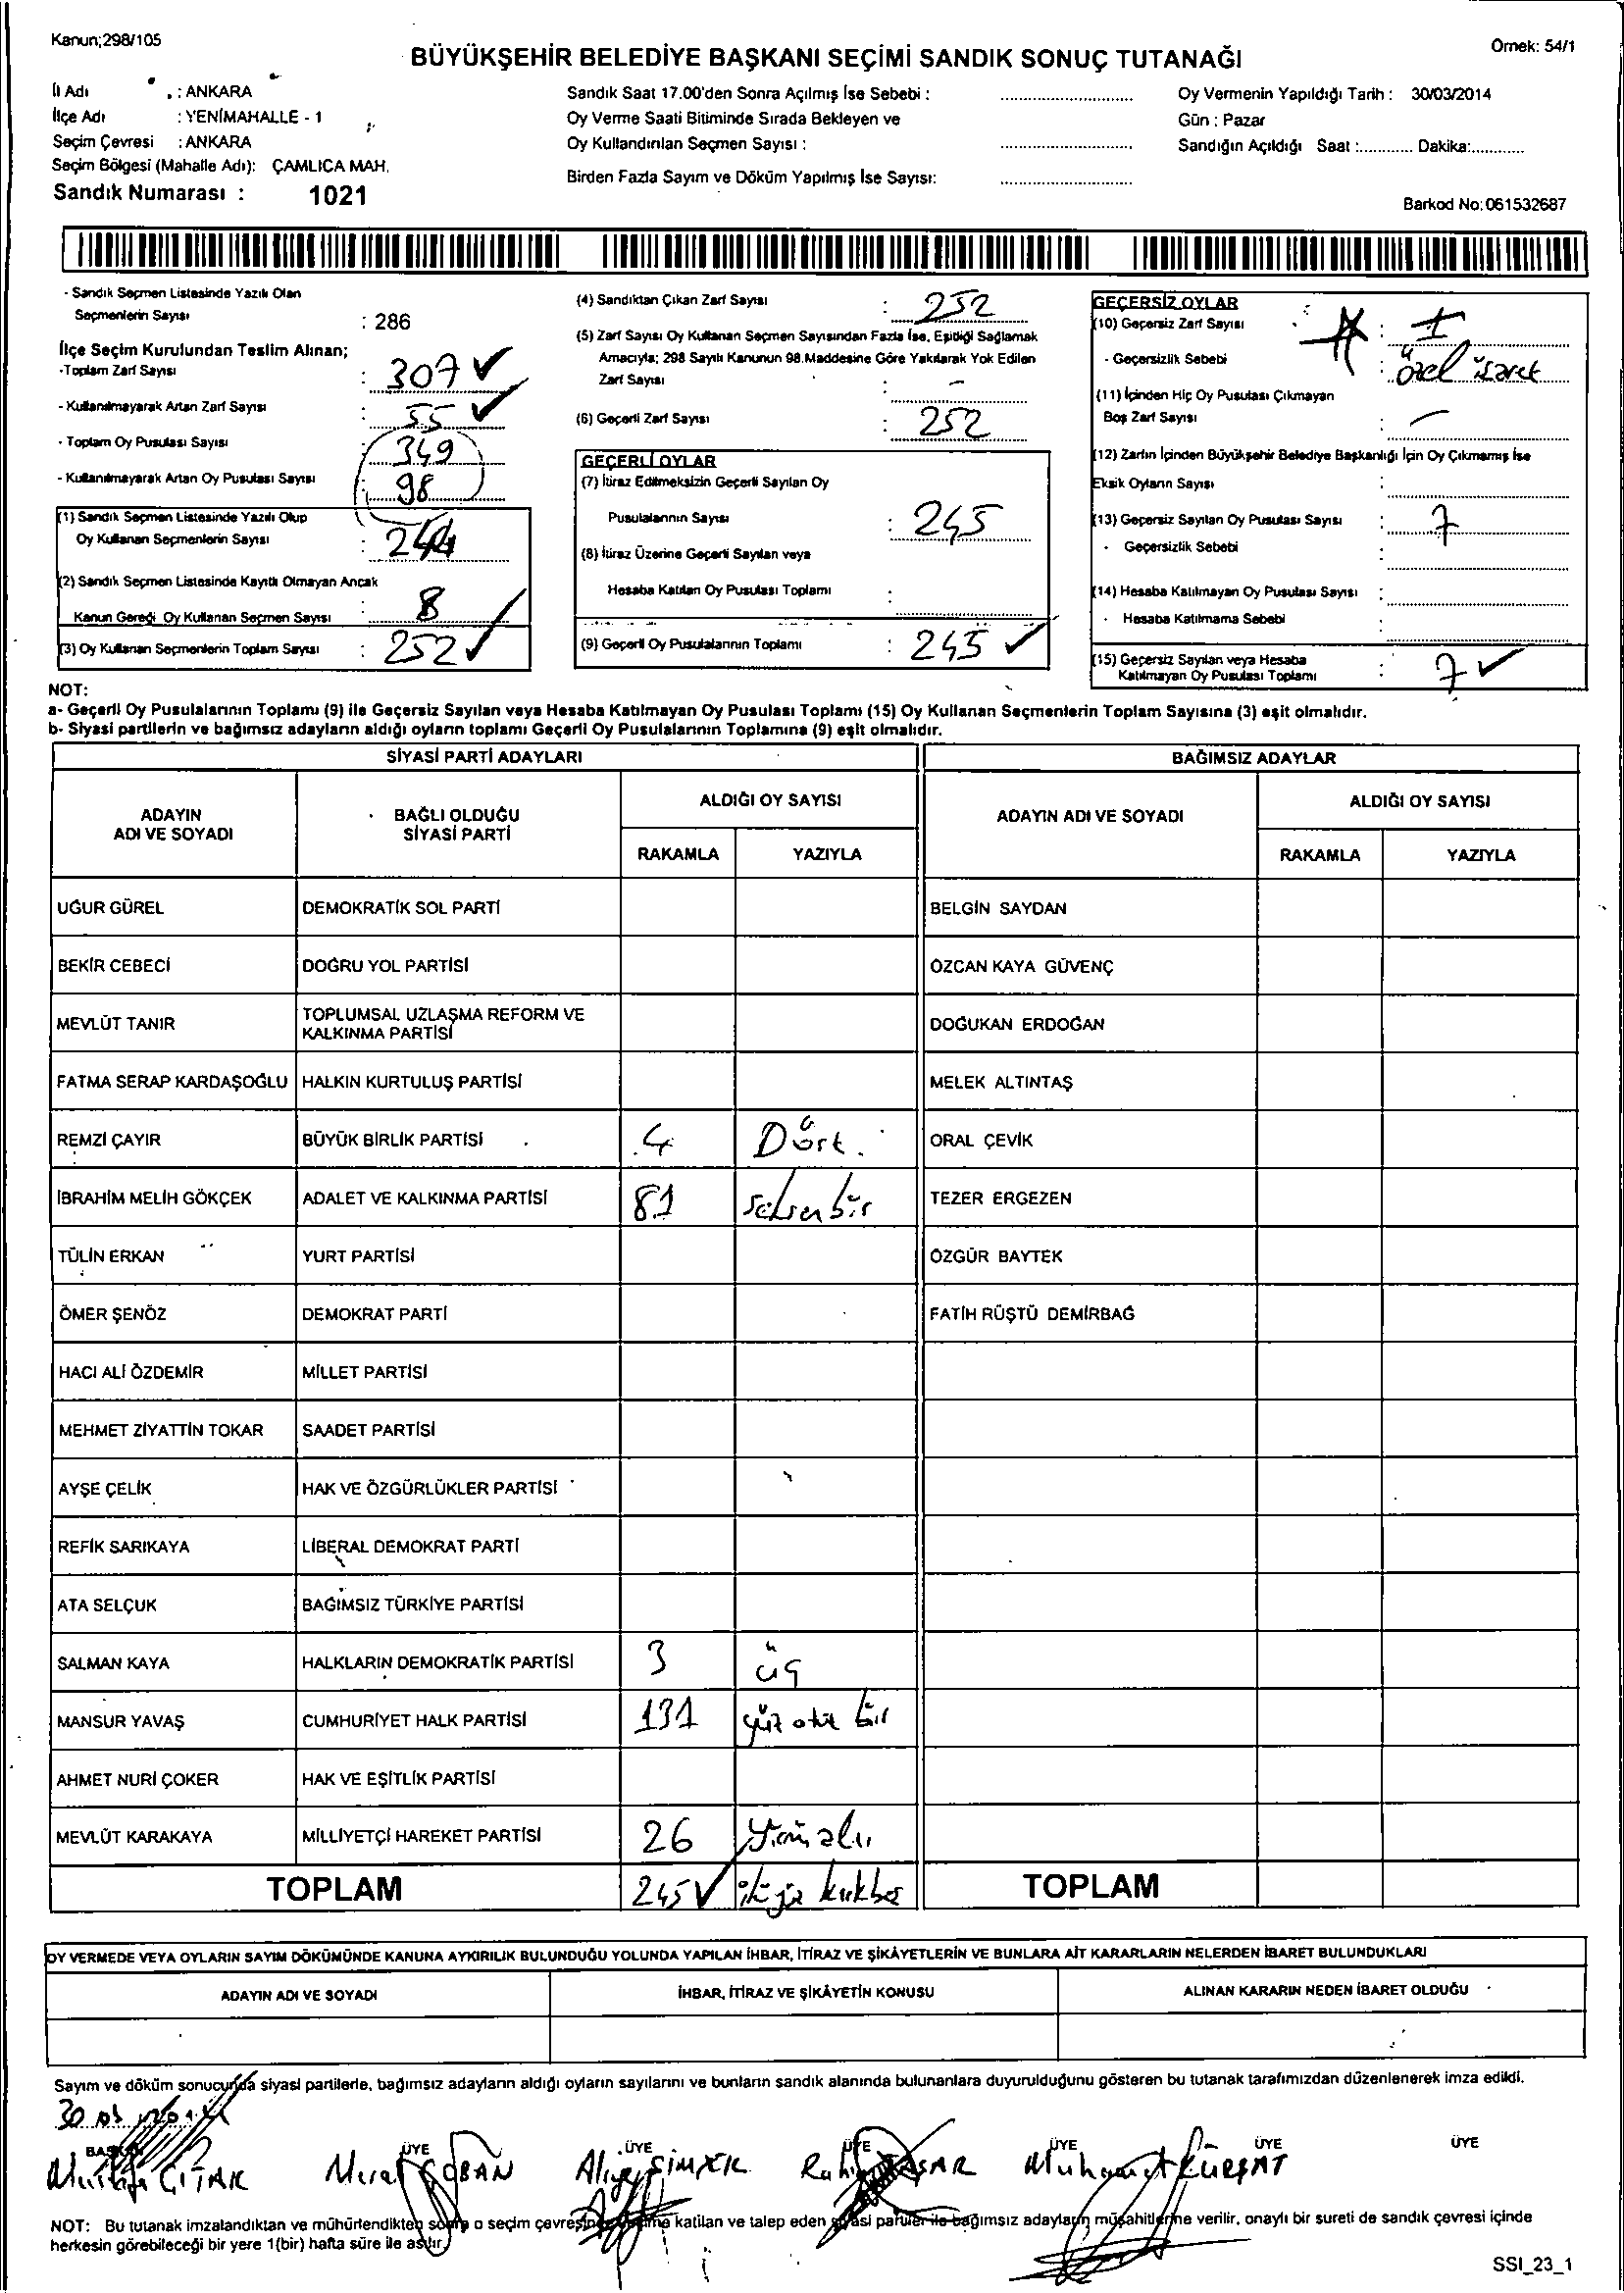 Kanun;298/105
BÜYÜKŞEHİR BELEDİYE BAŞKANI SEÇİMİ SANDIK SONUÇ TUTANAĞI
Örnek: 54/1
İl Adı : ANKARA
İlçe Adı : YENİMAHALLE - 1
Seçim Çevresi : ANKARA
Seçim Bölgesi (Mahalle Adı): ÇAMLICA MAH.
Sandık Numarası : 1021
Sandık Saat 17.00'den Sonra Açılmış İse Sebebi :
Oy Verme Saati Bitiminde Sırada Bekleyen ve
Oy Kullandırılan Seçmen Sayısı :
Birden Fazla Sayım ve Döküm Yapılmış İse Sayısı:
Oy Vermenin Yapıldığı Tarih : 30/03/2014
Gün : Pazar
Sandığın Açıldığı Saat :............ Dakika:............
Barkod No:061532687
- Sandık Seçmen Listesinde Yazılı Olan
Seçmenlerin Sayısı : 286
İlçe Seçim Kurulundan Teslim Alınan;
-Toplam Zarf Sayısı : 307
- Kullanılmayarak Artan Zarf Sayısı : 55
- Toplam Oy Pusulası Sayısı : 349
- Kullanılmayarak Artan Oy Pusulası Sayısı : 98
(1) Sandık Seçmen Listesinde Yazılı Olup
Oy Kullanan Seçmenlerin Sayısı : 244
(2) Sandık Seçmen Listesinde Kayıtlı Olmayan Ancak
Kanun Gereği Oy Kullanan Seçmen Sayısı : 8
(3) Oy Kullanan Seçmenlerin Toplam Sayısı : 252
(4) Sandıktan Çıkan Zarf Sayısı : 252
(5) Zarf Sayısı Oy Kullanan Seçmen Sayısından Fazla İse, Eşitliği Sağlamak
Amacıyla; 298 Sayılı Kanunun 98.Maddesine Göre Yakılarak Yok Edilen
Zarf Sayısı : -
(6) Geçerli Zarf Sayısı : 252
GEÇERLİ OYLAR
(7) İtiraz Edilmeksizin Geçerli Sayılan Oy
Pusulalarının Sayısı : 245
(8) İtiraz Üzerine Geçerli Sayılan veya
Hesaba Katılan Oy Pusulası Toplamı :
(9) Geçerli Oy Pusulalarının Toplamı : 245
GEÇERSİZ OYLAR
(10) Geçersiz Zarf Sayısı :
- Geçersizlik Sebebi : özel işaret
(11) İçinden Hiç Oy Pusulası Çıkmayan
Boş Zarf Sayısı : -
(12) Zarfın İçinden Büyükşehir Belediye Başkanlığı İçin Oy Çıkmamış İse
Eksik Oyların Sayısı :
(13) Geçersiz Sayılan Oy Pusulası Sayısı : 7
- Geçersizlik Sebebi :
(14) Hesaba Katılmayan Oy Pusulası Sayısı :
- Hesaba Katılmama Sebebi :
(15) Geçersiz Sayılan veya Hesaba
Katılmayan Oy Pusulası Toplamı : 7
NOT:
a- Geçerli Oy Pusulalarının Toplamı (9) ile Geçersiz Sayılan veya Hesaba Katılmayan Oy Pusulası Toplamı (15) Oy Kullanan Seçmenlerin Toplam Sayısına (3) eşit olmalıdır.
b- Siyasi partilerin ve bağımsız adayların aldığı oyların toplamı Geçerli Oy Pusulalarının Toplamına (9) eşit olmalıdır.
SİYASİ PARTİ ADAYLARI
BAĞIMSIZ ADAYLAR
ADAYIN ADI VE SOYADI
BAĞLI OLDUĞU SİYASİ PARTİ
ALDIĞI OY SAYISI
RAKAMLA YAZIYLA
ADAYIN ADI VE SOYADI
ALDIĞI OY SAYISI
RAKAMLA YAZIYLA
UĞUR GÜREL DEMOKRATİK SOL PARTİ BELGİN SAYDAN
BEKİR CEBECİ DOĞRU YOL PARTİSİ ÖZCAN KAYA GÜVENÇ
MEVLÜT TANIR TOPLUMSAL UZLAŞMA REFORM VE KALKINMA PARTİSİ DOĞUKAN ERDOĞAN
FATMA SERAP KARDAŞOĞLU HALKIN KURTULUŞ PARTİSİ MELEK ALTINTAŞ
REMZİ ÇAYIR BÜYÜK BİRLİK PARTİSİ 4 Dört ORAL ÇEVİK
İBRAHİM MELİH GÖKÇEK ADALET VE KALKINMA PARTİSİ 81 seksen bir TEZER ERGEZEN
TÜLİN ERKAN YURT PARTİSİ ÖZGÜR BAYTEK
ÖMER ŞENÖZ DEMOKRAT PARTİ FATİH RÜŞTÜ DEMİRBAĞ
HACI ALİ ÖZDEMİR MİLLET PARTİSİ
MEHMET ZİYATTİN TOKAR SAADET PARTİSİ
AYŞE ÇELİK HAK VE ÖZGÜRLÜKLER PARTİSİ
REFİK SARIKAYA LİBERAL DEMOKRAT PARTİ
ATA SELÇUK BAĞIMSIZ TÜRKİYE PARTİSİ
SALMAN KAYA HALKLARIN DEMOKRATİK PARTİSİ 3 üç
MANSUR YAVAŞ CUMHURİYET HALK PARTİSİ 131 yüz otuz bir
AHMET NURİ ÇOKER HAK VE EŞİTLİK PARTİSİ
MEVLÜT KARAKAYA MİLLİYETÇİ HAREKET PARTİSİ 26
TOPLAM 245 TOPLAM
OY VERMEDE VEYA OYLARIN SAYIM DÖKÜMÜNDE KANUNA AYKIRILIK BULUNDUĞU YOLUNDA YAPILAN İHBAR, İTİRAZ VE ŞİKÂYETLERİN VE BUNLARA AİT KARARLARIN NELERDEN İBARET BULUNDUKLARI
ADAYIN ADI VE SOYADI İHBAR, İTİRAZ VE ŞİKÂYETİN KONUSU ALINAN KARARIN NEDEN İBARET OLDUĞU
Sayım ve döküm sonucunda siyasi partilerle, bağımsız adayların aldığı oyların sayılarını ve bunların sandık alanında bulunanlara duyurulduğunu gösteren bu tutanak tarafımızdan düzenlenerek imza edildi.
BAŞKAN ÜYE ÜYE ÜYE ÜYE ÜYE ÜYE
Mustafa ÇITAK Murat ÇOBAN Aliye ŞİMŞEK YAŞAR Muhammet KÜRŞAT
NOT: Bu tutanak imzalandıktan ve mühürlendikten sonra o seçim çevresinde seçime katılan ve talep eden siyasi partiler ile bağımsız adayların müşahitlerine verilir, onaylı bir sureti de sandık çevresi içinde
herkesin görebileceği bir yere 1(bir) hafta süre ile asılır.
SSI_23_1